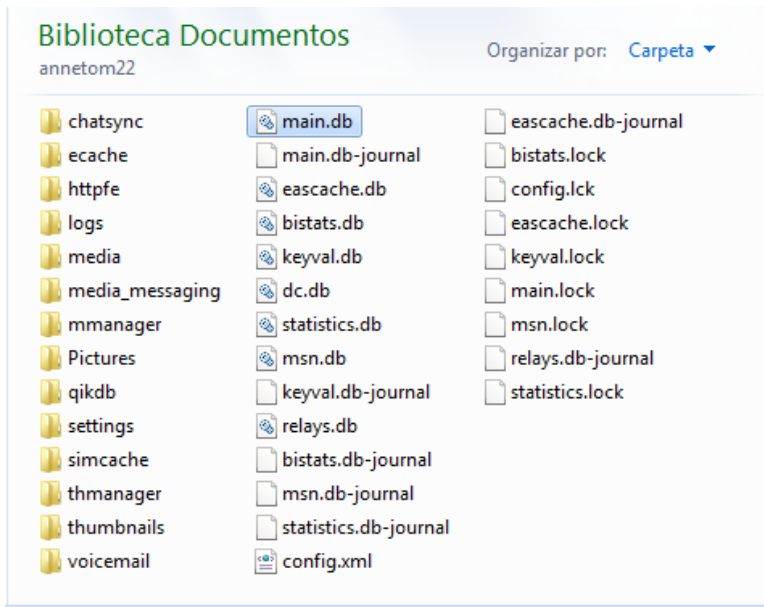 Biblioteca Documentos
annetom22
Organizar por: Carpeta
chatsync
ecache
httpfe
logs
media
media_messaging
mmanager
Pictures
qikdb
settings
simcache
thmanager
thumbnails
voicemail
main.db
main.db-journal
eascache.db
bistats.db
keyval.db
dc.db
statistics.db
msn.db
keyval.db-journal
relays.db
bistats.db-journal
msn.db-journal
statistics.db-journal
config.xml
eascache.db-journal
bistats.lock
config.lck
eascache.lock
keyval.lock
main.lock
msn.lock
relays.db-journal
statistics.lock